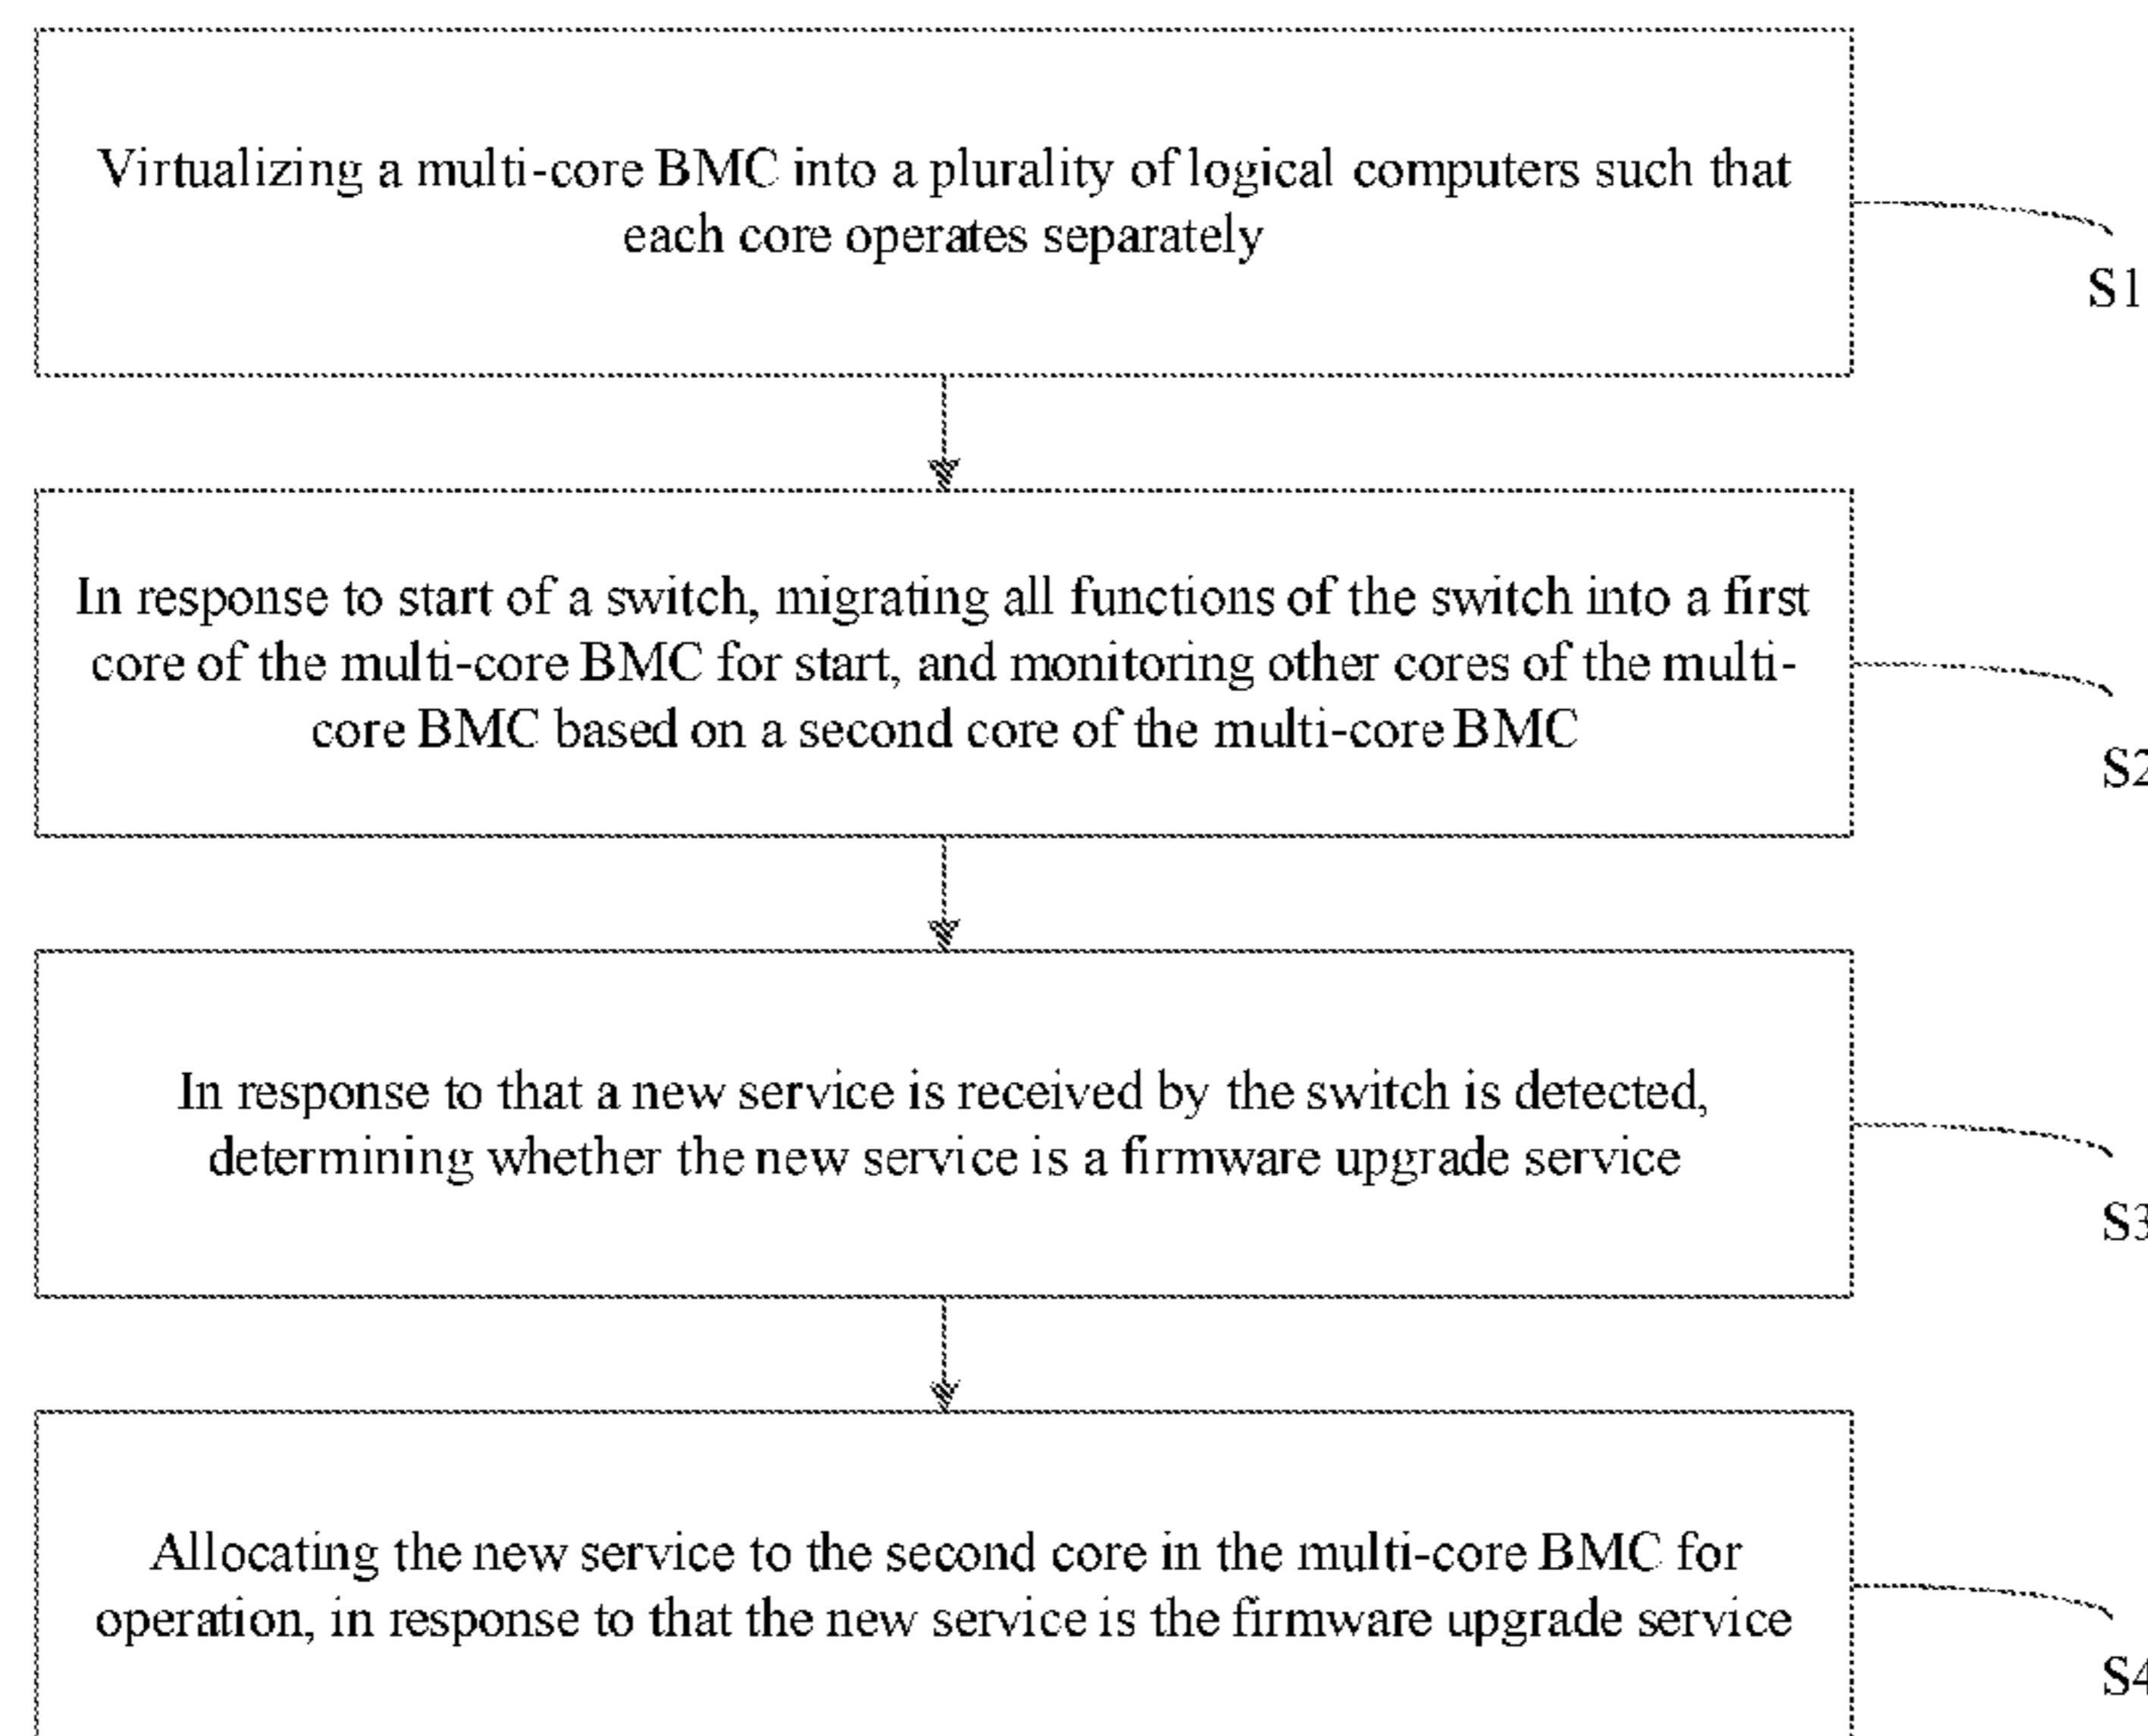 Virtualizing a multi-core BMC into a plurality of logical computers such that
each core operates separately
S1
In response to start of a switch, migrating all functions of the switch into a first
core of the multi-core BMC for start, and monitoring other cores of the multi-
core BMC based on a second core of the multi-core BMC
S2
In response to that a new service is received by the switch is detected,
determining whether the new service is a firmware upgrade service
S3
Allocating the new service to the second core in the multi-core BMC for
operation, in response to that the new service is the firmware upgrade service
S4